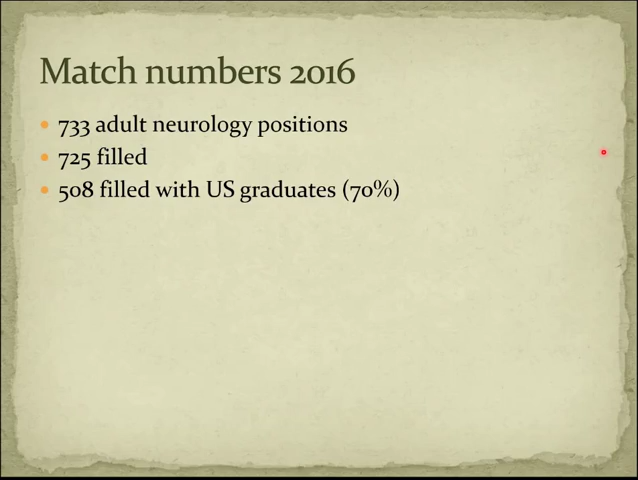 Match numbers 2016
733 adult neurology positions
725 filled
508 filled with US graduates (70%)